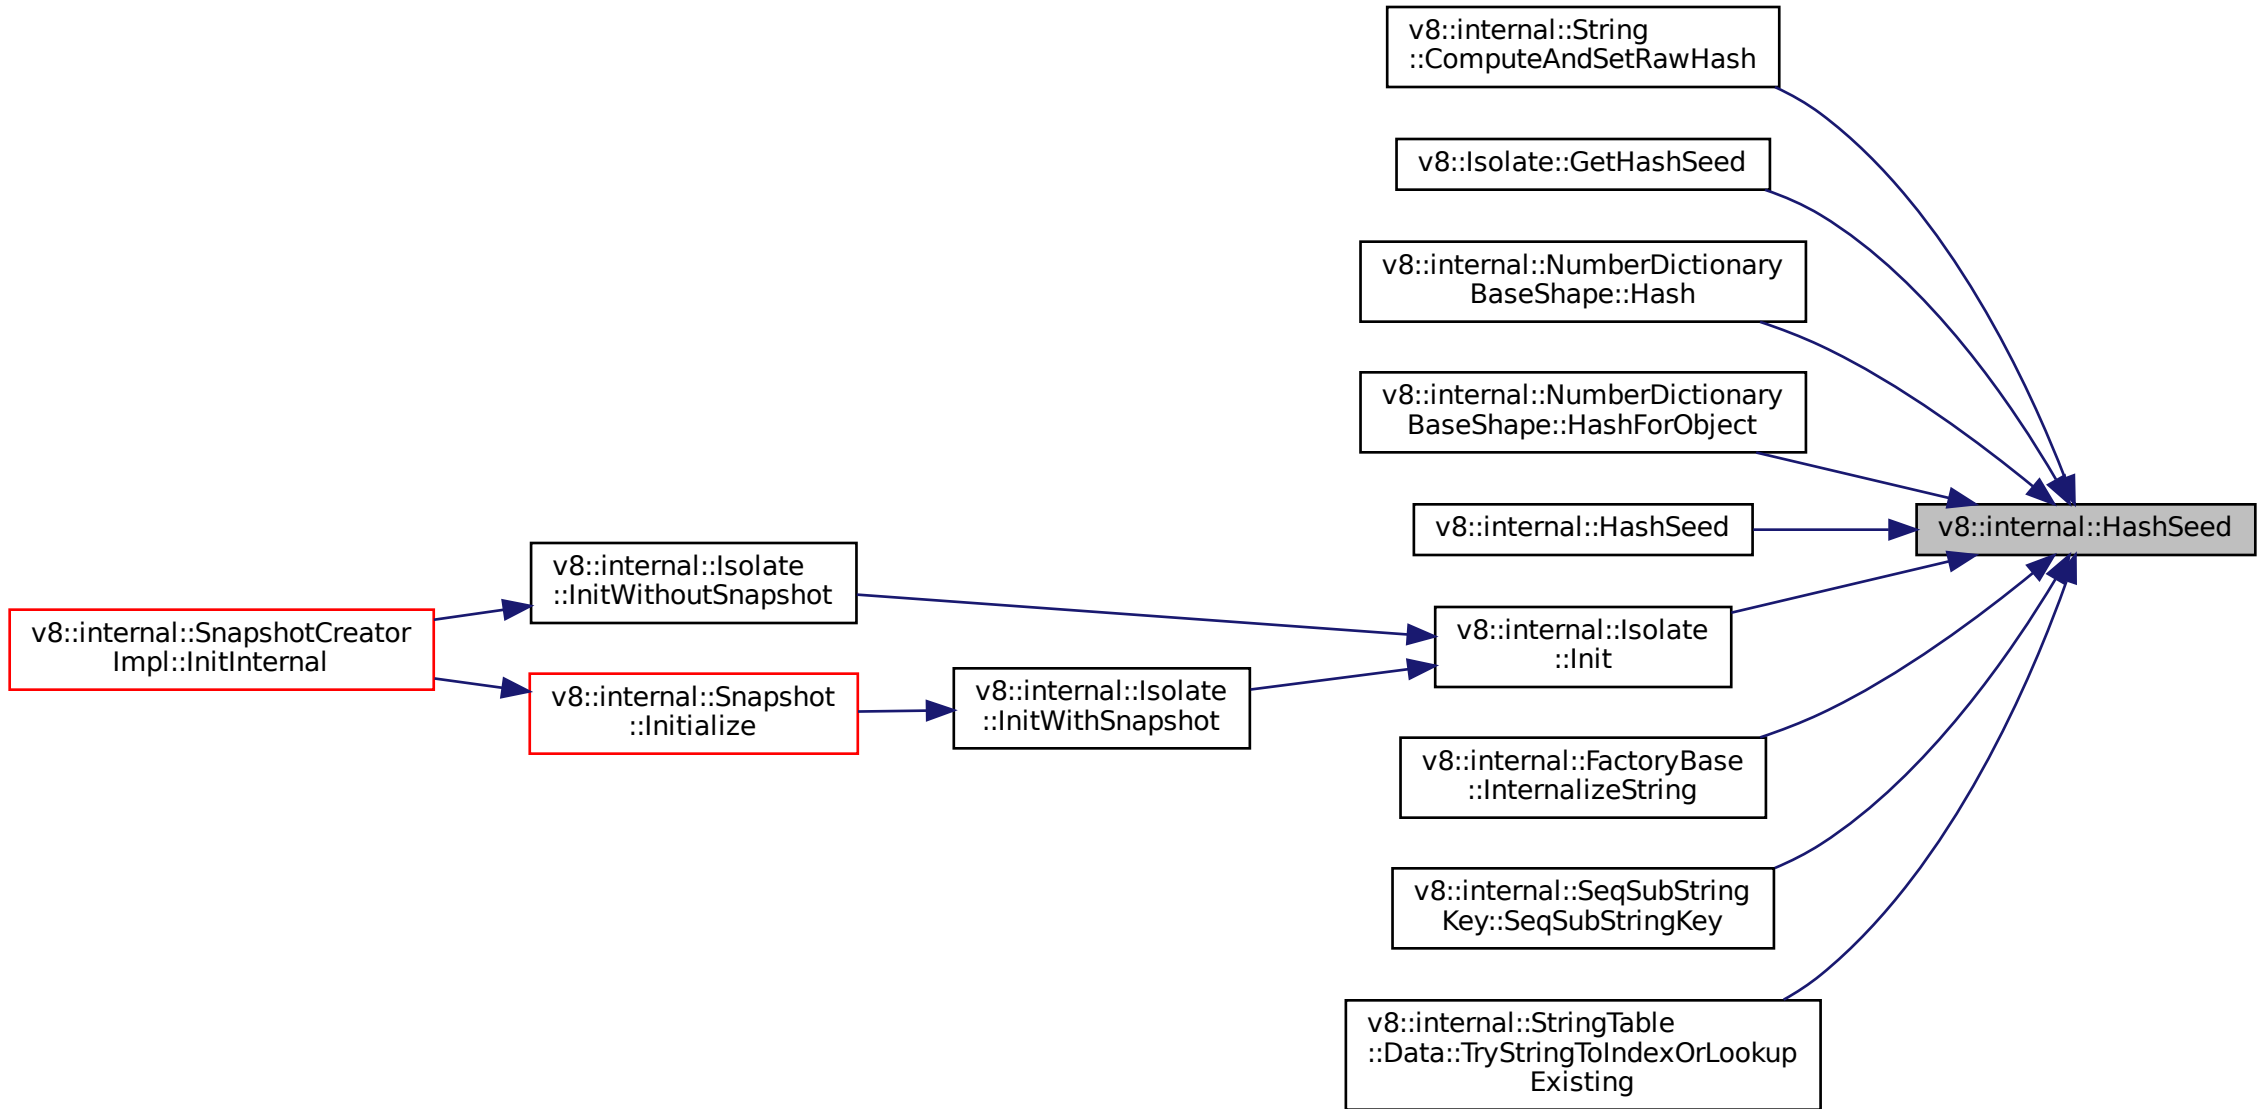 v8::internal::String
::ComputeAndSetRawHash
v8::Isolate::GetHashSeed
v8::internal::NumberDictionary
BaseShape::Hash
v8::internal::NumberDictionary
BaseShape::HashForObject
v8::internal::HashSeed
v8::internal::HashSeed
v8::internal::Isolate
::InitWithoutSnapshot
v8::internal::SnapshotCreator
Impl::InitInternal
v8::internal::Isolate
::Init
v8::internal::Snapshot
::Initialize
v8::internal::Isolate
::InitWithSnapshot
v8::internal::FactoryBase
::InternalizeString
v8::internal::SeqSubString
Key::SeqSubStringKey
v8::internal::StringTable
::Data::TryStringToIndexOrLookup
Existing